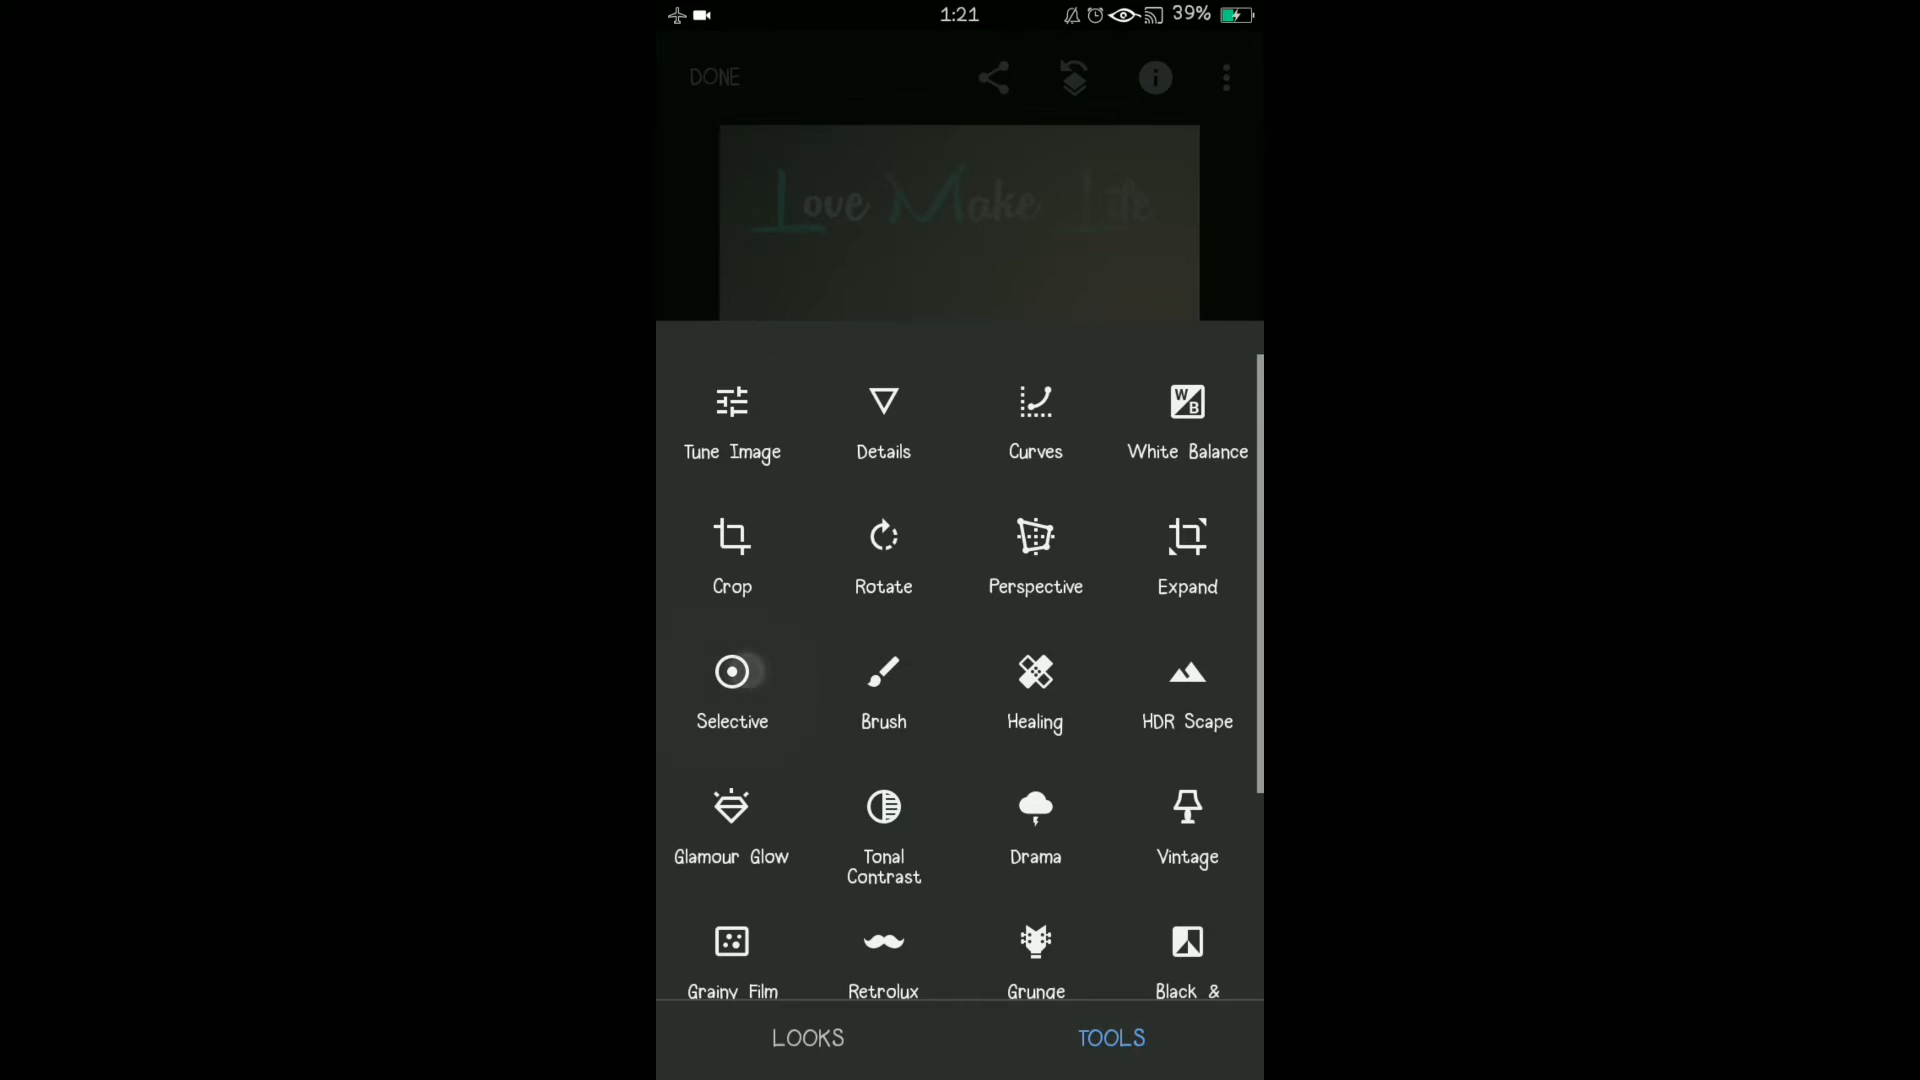 1:21 39%
DONE
Love Make Life
Tune Image Details Curves White Balance
Crop Rotate Perspective Expand
Selective Brush Healing HDR Scape
Glamour Glow Tonal Contrast Drama Vintage
Grainy Film Retrolux Grunge Black &
LOOKS TOOLS